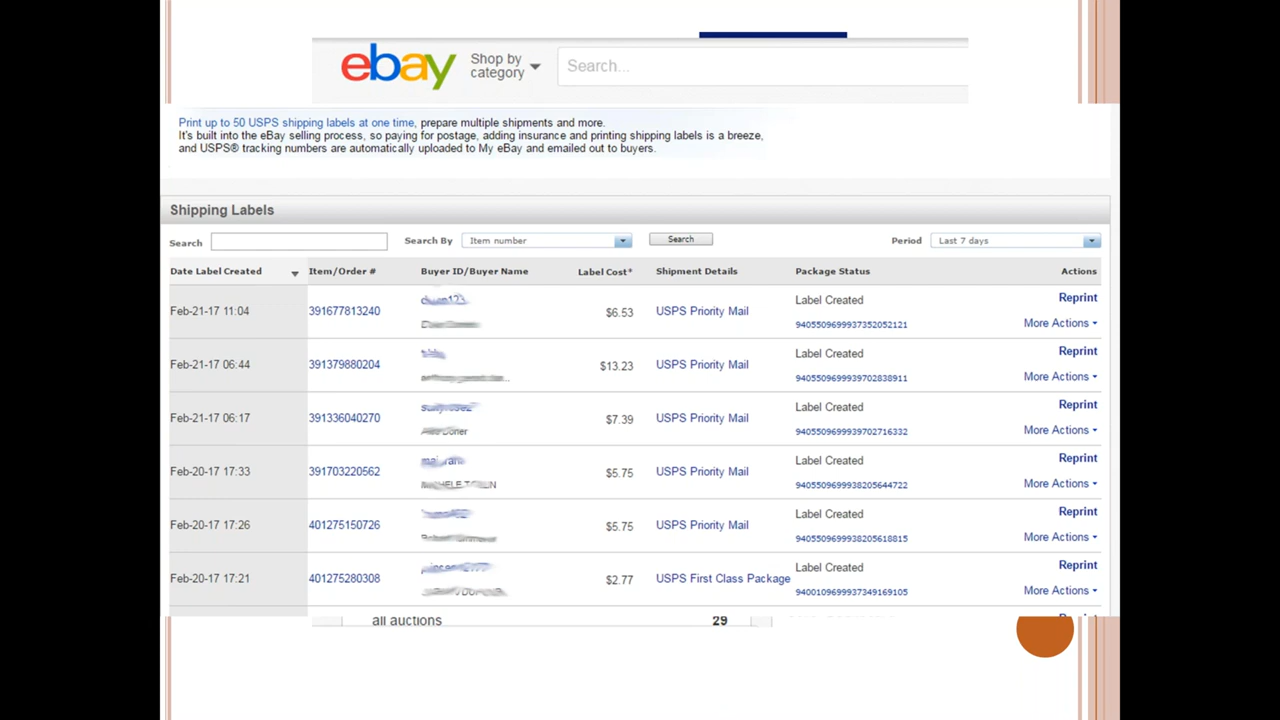 ebay
Shop by category
Search...
Print up to 50 USPS shipping labels at one time, prepare multiple shipments and more.
It's built into the eBay selling process, so paying for postage, adding insurance and printing shipping labels is a breeze,
and USPS® tracking numbers are automatically uploaded to My eBay and emailed out to buyers.
Shipping Labels
Search Search By Item number Search Period Last 7 days
Date Label Created Item/Order # Buyer ID/Buyer Name Label Cost* Shipment Details Package Status Actions
Feb-21-17 11:04 391677813240 $6.53 USPS Priority Mail Label Created Reprint
9405509699937352052121 More Actions
Feb-21-17 06:44 391379880204 $13.23 USPS Priority Mail Label Created Reprint
9405509699939702838911 More Actions
Feb-21-17 06:17 391336040270 $7.39 USPS Priority Mail Label Created Reprint
9405509699939702716332 More Actions
Feb-20-17 17:33 391703220562 $5.75 USPS Priority Mail Label Created Reprint
9405509699938205644722 More Actions
Feb-20-17 17:26 401275150726 $5.75 USPS Priority Mail Label Created Reprint
9405509699938205618815 More Actions
Feb-20-17 17:21 401275280308 $2.77 USPS First Class Package Label Created Reprint
9400109699937349169105 More Actions
all auctions 29